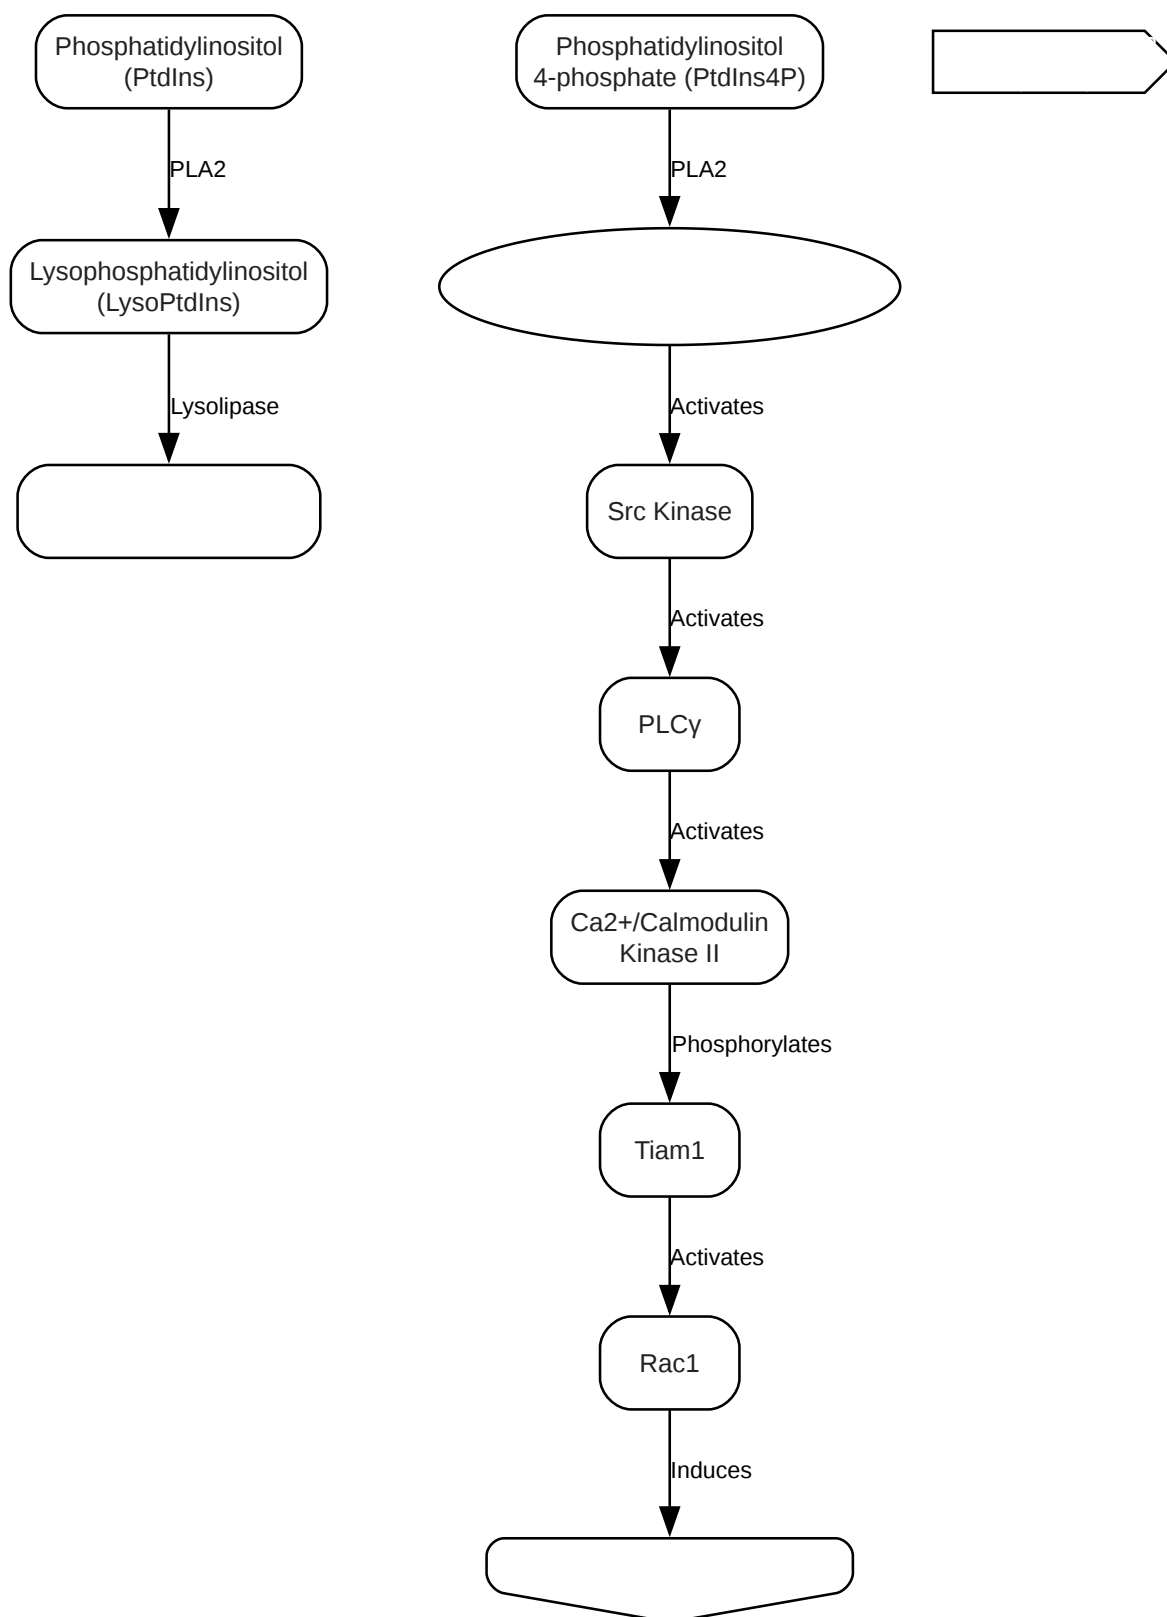 Phosphatidylinositol
(PtdIns)
Phosphatidylinositol
4-phosphate (PtdIns4P)
PLA2
PLA2
Lysophosphatidylinositol
(LysoPtdIns)
Lysolipase
Activates
Src Kinase
Activates
PLCγ
Activates
Ca2+/Calmodulin
Kinase II
Phosphorylates
Tiam1
Activates
Rac1
Induces